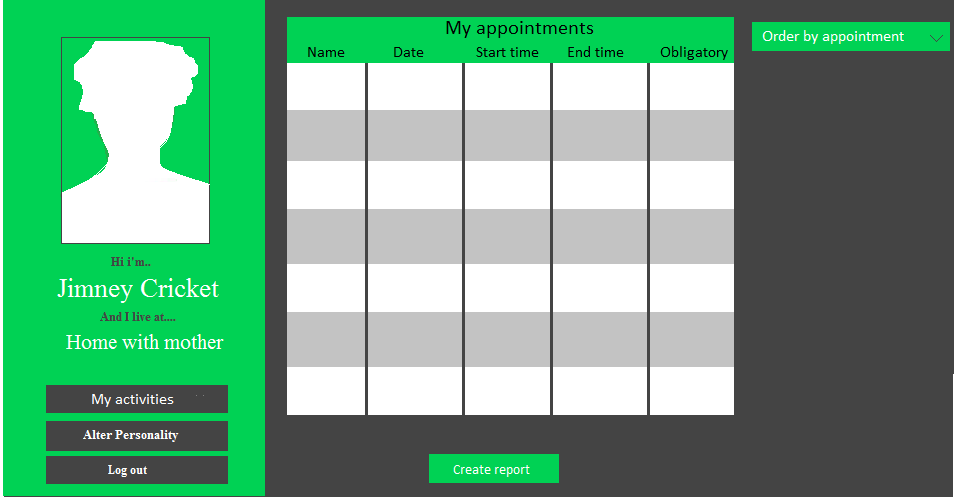 Hi i'm..
Jimney Cricket
And I live at....
Home with mother
My activities
Alter Personality
Log out
My appointments
Name Date Start time End time Obligatory
Order by appointment
Create report